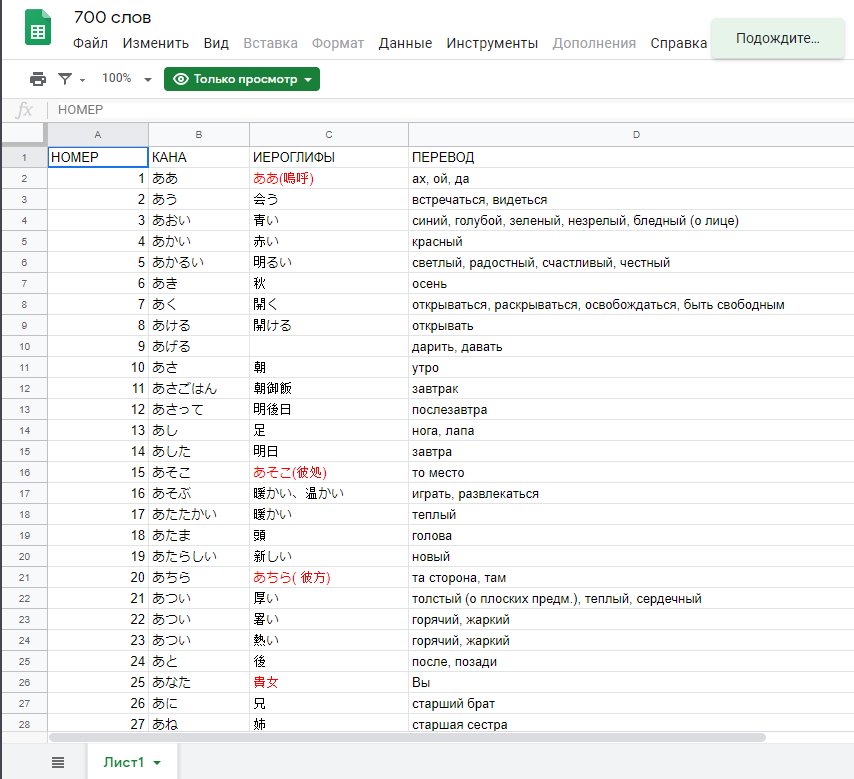 700 слов
Файл Изменить Вид Вставка Формат Данные Инструменты Дополнения Справка
Подождите…
100% Только просмотр
fx НОМЕР
A B C D
1 НОМЕР КАНА ИЕРОГЛИФЫ ПЕРЕВОД
2 1 ああ ああ(嗚呼) ах, ой, да
3 2 あう 会う встречаться, видеться
4 3 あおい 青い синий, голубой, зеленый, незрелый, бледный (о лице)
5 4 あかい 赤い красный
6 5 あかるい 明るい светлый, радостный, счастливый, честный
7 6 あき 秋 осень
8 7 あく 開く открываться, раскрываться, освобождаться, быть свободным
9 8 あける 開ける открывать
10 9 あげる дарить, давать
11 10 あさ 朝 утро
12 11 あさごはん 朝御飯 завтрак
13 12 あさって 明後日 послезавтра
14 13 あし 足 нога, лапа
15 14 あした 明日 завтра
16 15 あそこ あそこ(彼処) то место
17 16 あそぶ 暖かい、温かい играть, развлекаться
18 17 あたたかい 暖かい теплый
19 18 あたま 頭 голова
20 19 あたらしい 新しい новый
21 20 あちら あちら( 彼方) та сторона, там
22 21 あつい 厚い толстый (о плоских предм.), теплый, сердечный
23 22 あつい 暑い горячий, жаркий
24 23 あつい 熱い горячий, жаркий
25 24 あと 後 после, позади
26 25 あなた 貴女 Вы
27 26 あに 兄 старший брат
28 27 あね 姉 старшая сестра
Лист1